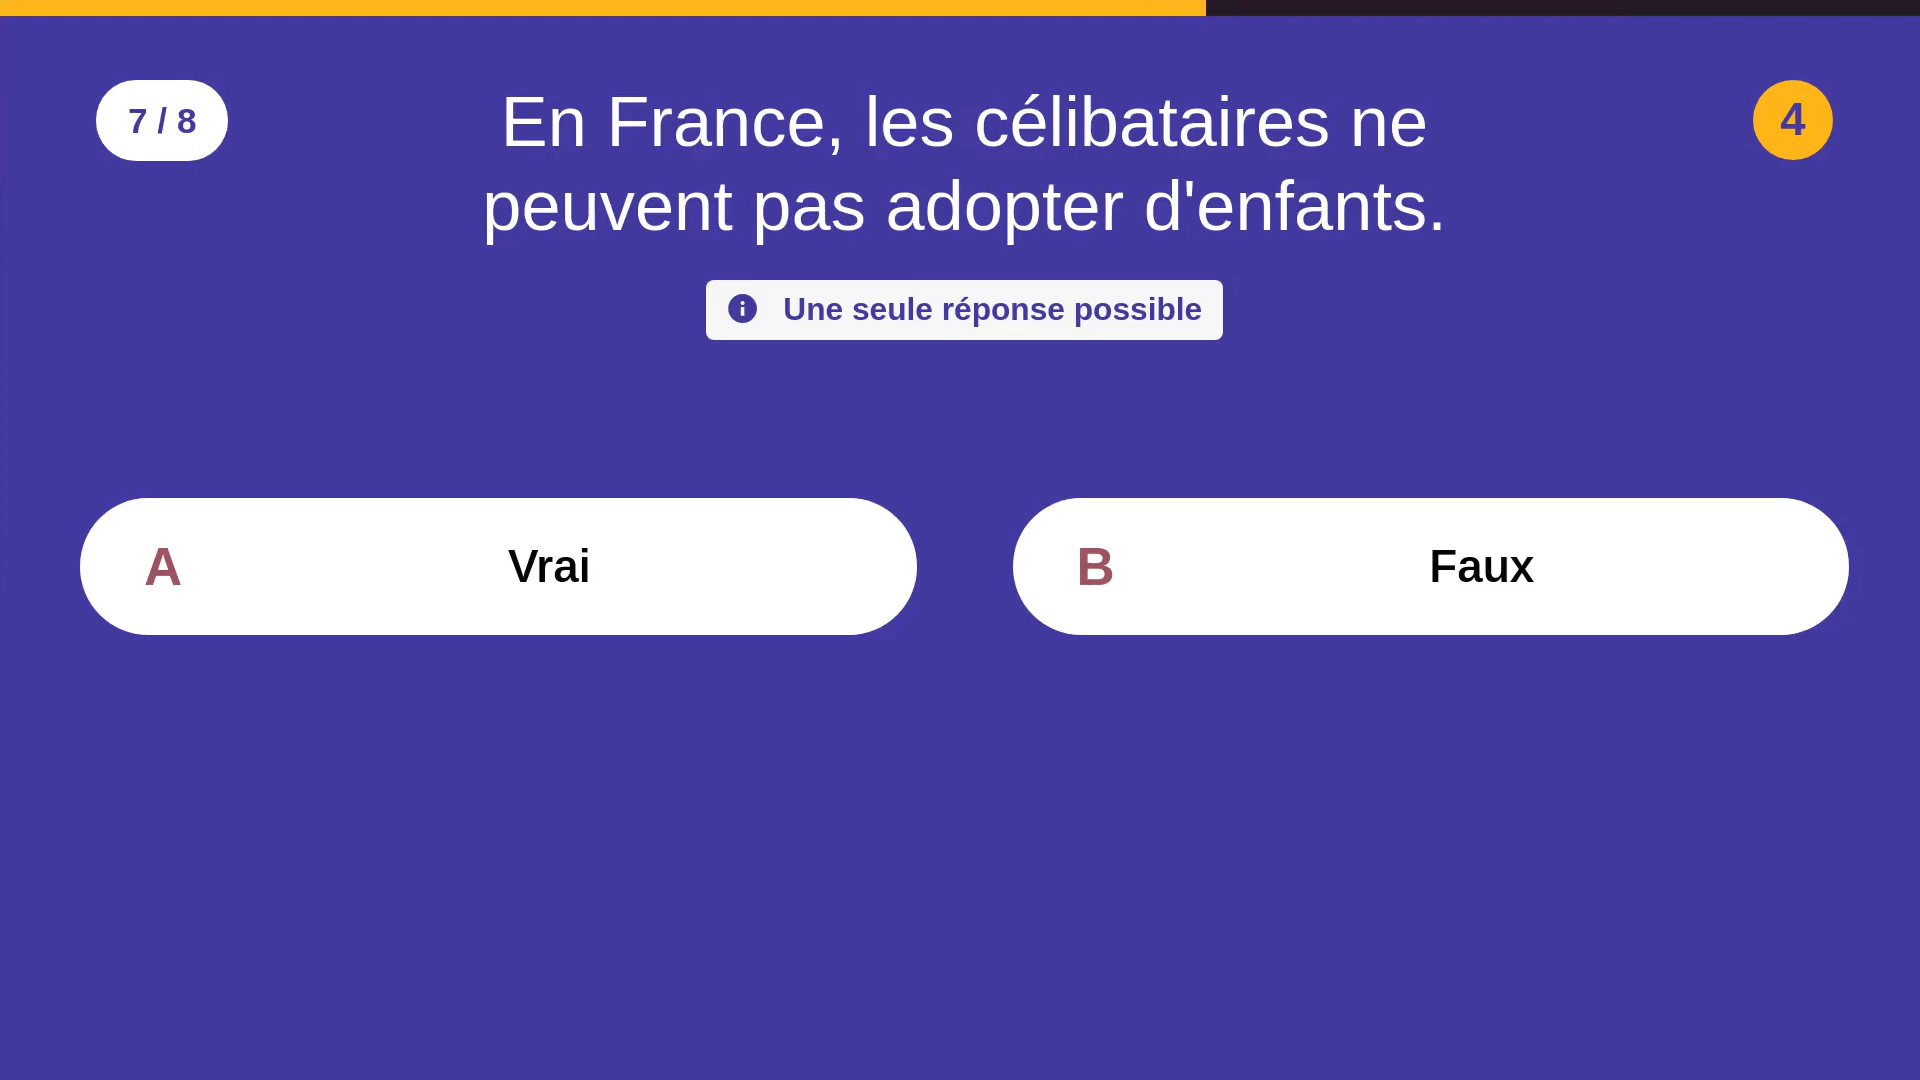 7 / 8
En France, les célibataires ne
peuvent pas adopter d'enfants.
4
Une seule réponse possible
A Vrai
B Faux